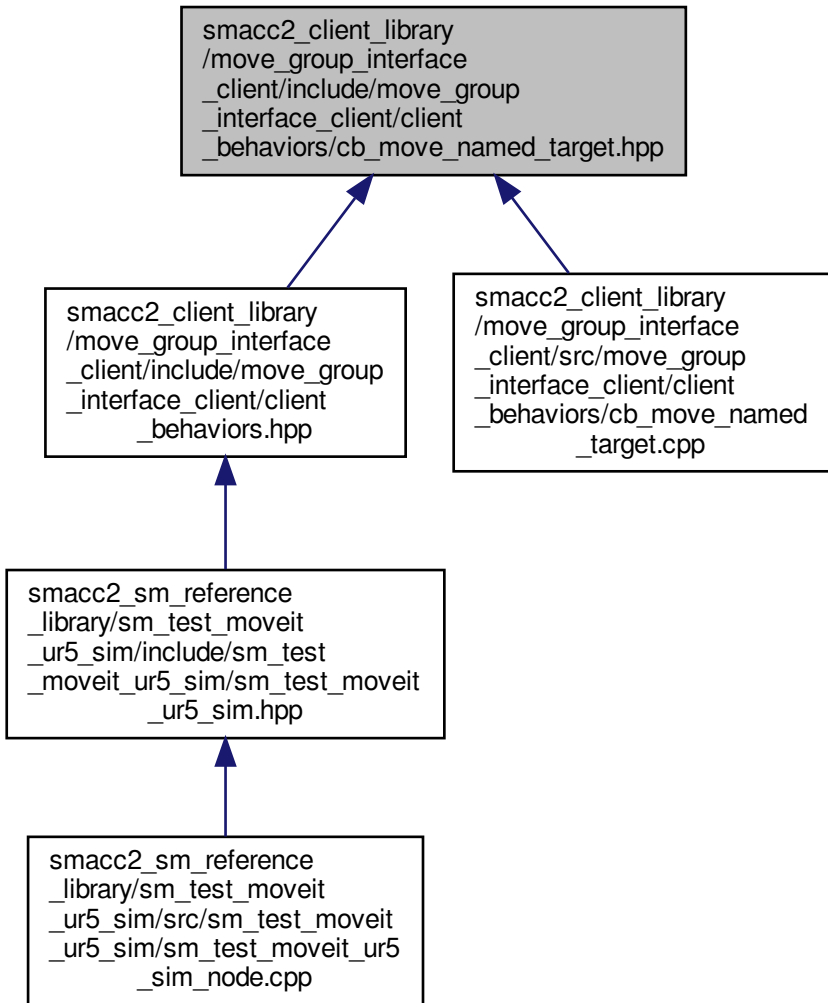 smacc2_client_library
/move_group_interface
_client/include/move_group
_interface_client/client
_behaviors/cb_move_named_target.hpp
smacc2_client_library
/move_group_interface
_client/include/move_group
_interface_client/client
_behaviors.hpp
smacc2_client_library
/move_group_interface
_client/src/move_group
_interface_client/client
_behaviors/cb_move_named
_target.cpp
smacc2_sm_reference
_library/sm_test_moveit
_ur5_sim/include/sm_test
_moveit_ur5_sim/sm_test_moveit
_ur5_sim.hpp
smacc2_sm_reference
_library/sm_test_moveit
_ur5_sim/src/sm_test_moveit
_ur5_sim/sm_test_moveit_ur5
_sim_node.cpp